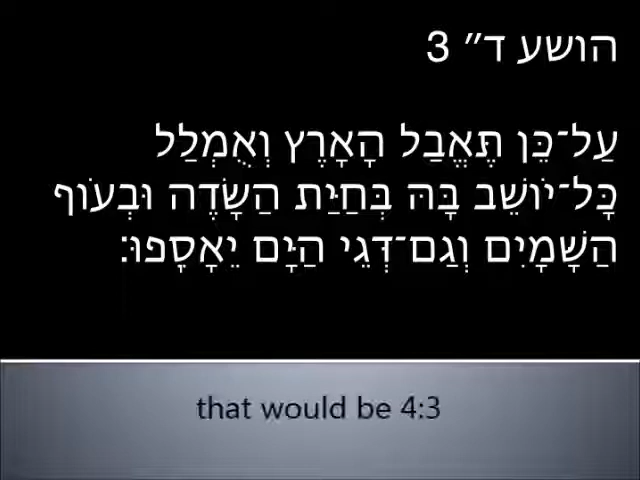 הושע ד״ 3
עַל־כֵּן תֶּאֱבַל הָאָרֶץ וְאֻמְלַל
כָּל־יוֹשֵׁב בָּהּ בְּחַיַּת הַשָּׂדֶה וּבְעוֹף
הַשָּׁמָיִם וְגַם־דְּגֵי הַיָּם יֵאָסֵפוּ׃
that would be 4:3